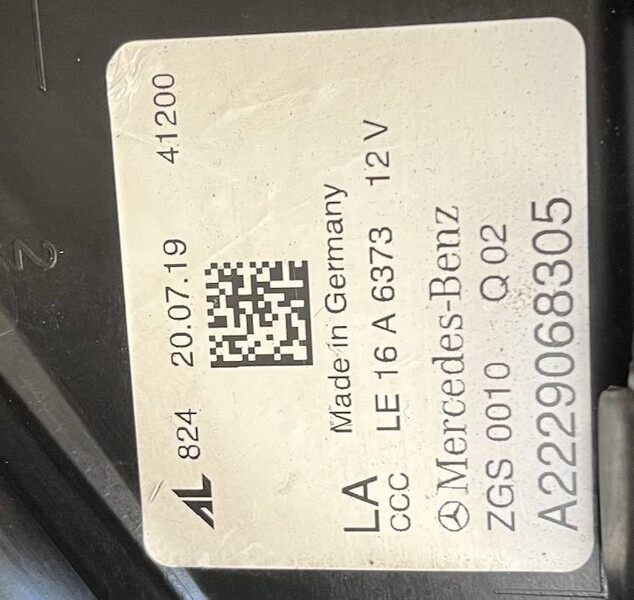 AL 824 20.07.19 41200
Made in Germany
LA
CCC LE 16 A 6373 12 V
Mercedes-Benz
ZGS 0010 Q 02
A2229068305
2